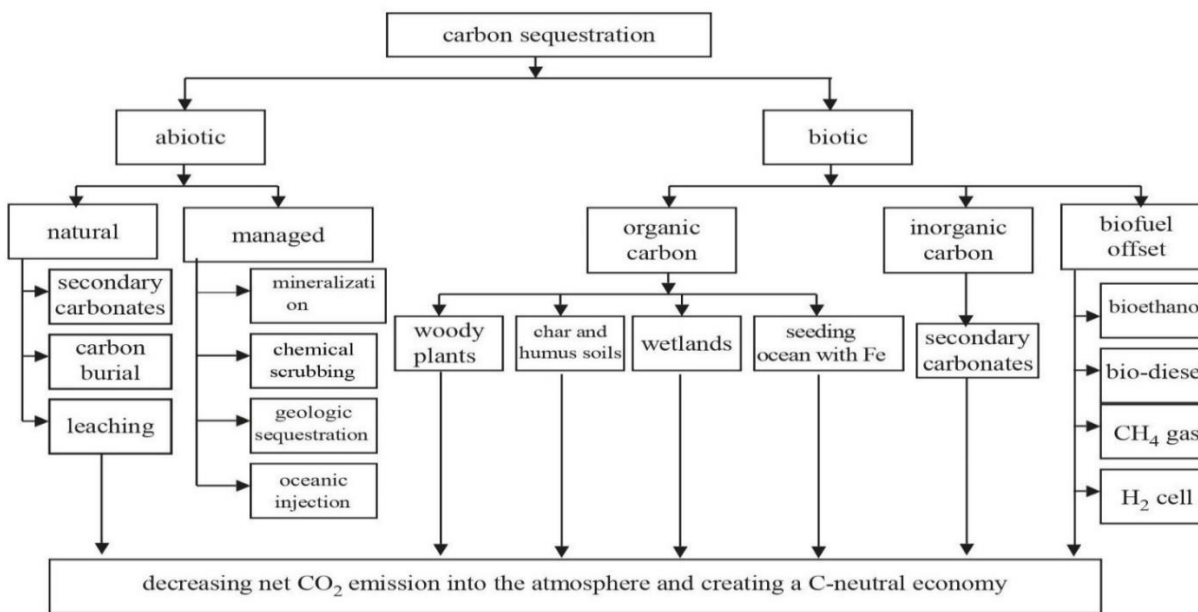 carbon sequestration
abiotic
biotic
natural
managed
organic
carbon
inorganic
carbon
biofuel
offset
secondary
carbonates
carbon
burial
leaching
mineralizati
on
chemical
scrubbing
geologic
sequestration
oceanic
injection
woody
plants
char and
humus soils
wetlands
seeding
ocean with Fe
secondary
carbonates
bioethano
bio-diese
CH₄ gas
H₂ cell
decreasing net CO₂ emission into the atmosphere and creating a C-neutral economy